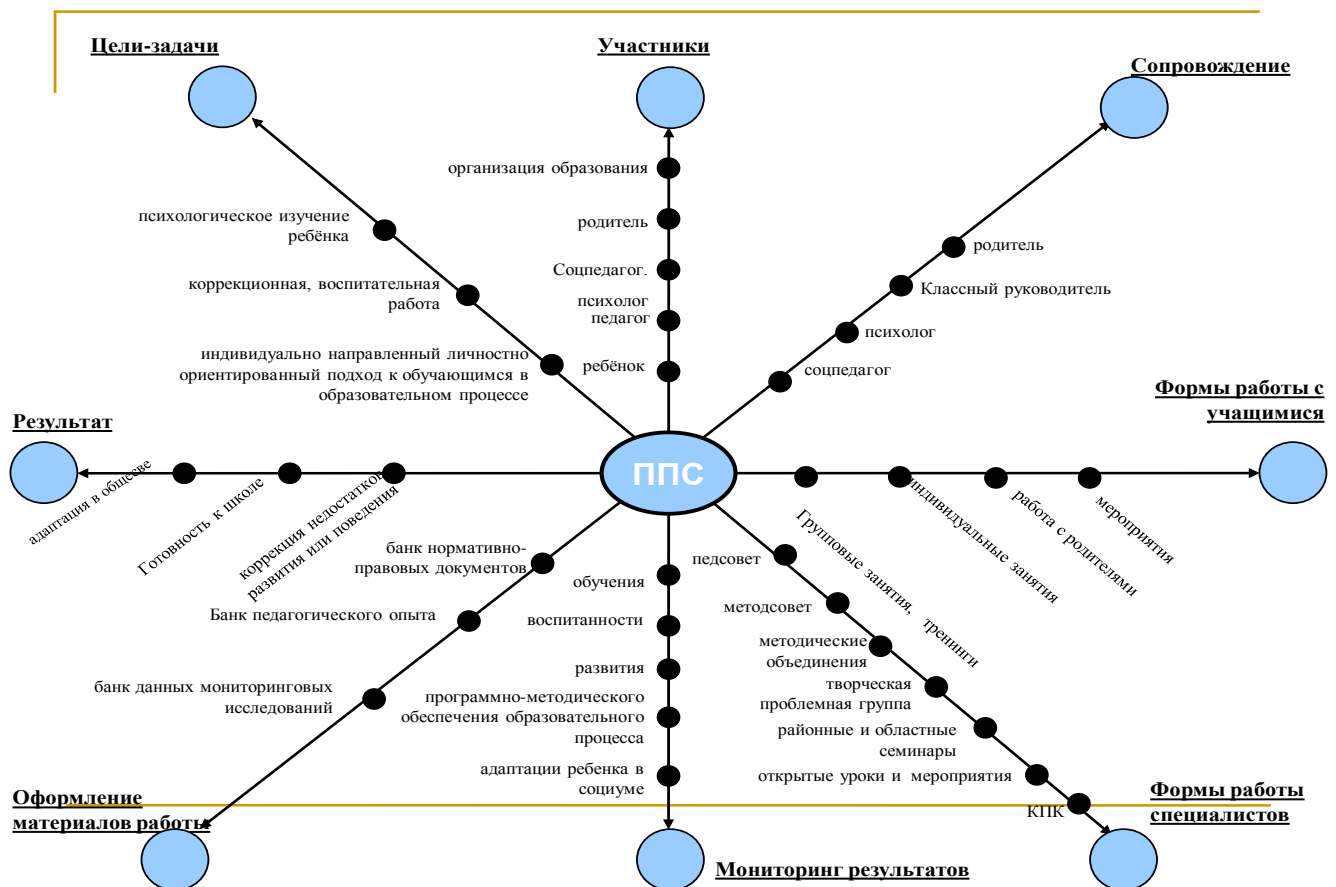 Цели-задачи
Участники
Сопровождение
организация образования
родитель
Соцпедагог.
психолог
педагог
ребёнок
психологическое изучение
ребёнка
коррекционная, воспитательная
работа
индивидуально направленный личностно
ориентированный подход к обучающимся в
образовательном процессе
родитель
Классный руководитель
психолог
соцпедагог
Результат
Формы работы с
учащимися
ППС
адаптация в общесве
Готовность к школе
коррекция недостатков
развития или поведения
Групповые занятия, тренинги
индивидуальные занятия
работа с родителями
мероприятия
банк нормативно-
правовых документов
Банк педагогического опыта
банк данных мониторинговых
исследований
обучения
воспитанности
развития
программно-методического
обеспечения образовательного
процесса
адаптации ребенка в
социуме
педсовет
методсовет
методические
объединения
творческая
проблемная группа
районные и областные
семинары
открытые уроки и мероприятия
КПК
Оформление
материалов работы
Мониторинг результатов
Формы работы
специалистов